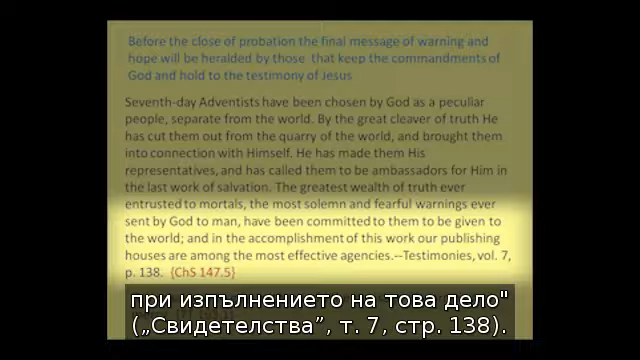 Before the close of probation the final message of warning and
hope will be heralded by those that keep the commandments of
God and hold to the testimony of Jesus
Seventh-day Adventists have been chosen by God as a peculiar
people, separate from the world. By the great cleaver of truth He
has cut them out from the quarry of the world, and brought them
into connection with Himself. He has made them His
representatives, and has called them to be ambassadors for Him in
the last work of salvation. The greatest wealth of truth ever
entrusted to mortals, the most solemn and fearful warnings ever
sent by God to man, have been committed to them to be given to
the world; and in the accomplishment of this work our publishing
houses are among the most effective agencies.--Testimonies, vol. 7,
p. 138. {ChS 147.5}
при изпълнението на това дело"
(„Свидетелства”, т. 7, стр. 138).